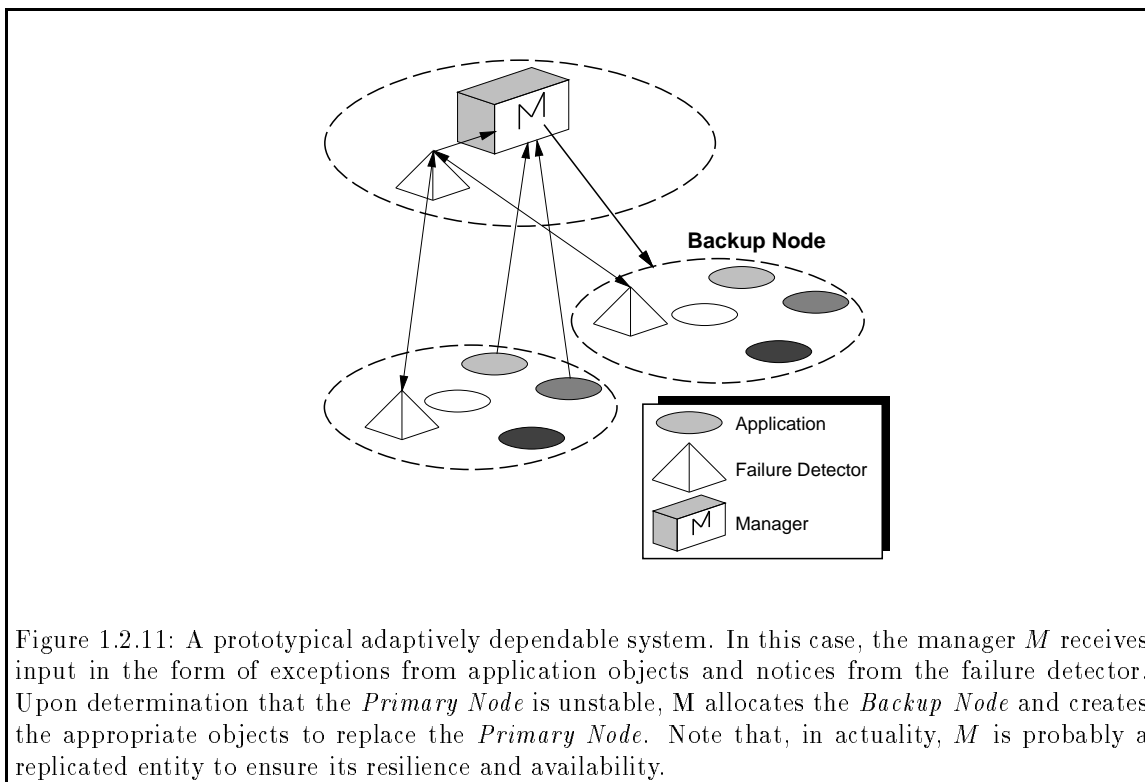 M
Backup Node
Application
Failure Detector
M
Manager
Figure 1.2.11: A prototypical adaptively dependable system. In this case, the manager M receives
input in the form of exceptions from application objects and notices from the failure detector.
Upon determination that the Primary Node is unstable, M allocates the Backup Node and creates
the appropriate objects to replace the Primary Node. Note that, in actuality, M is probably a
replicated entity to ensure its resilience and availability.